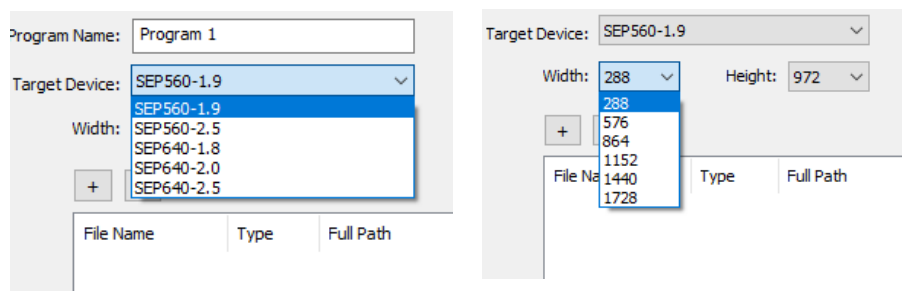 Program Name: Program 1
Target Device: SEP560-1.9
SEP560-1.9
Width: SEP560-2.5
SEP640-1.8
SEP640-2.0
+ SEP640-2.5
File Name Type Full Path
Target Device: SEP560-1.9
Width: 288 Height: 972
288
+ 576
864
1152
File Na 1440 Type Full Path
1728